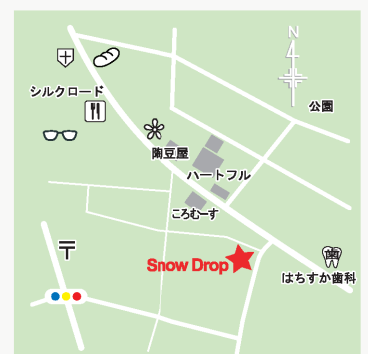 N
シルクロード
公園
陶豆屋
ハートフル
ころむーす
Snow Drop
はちすか歯科
歯